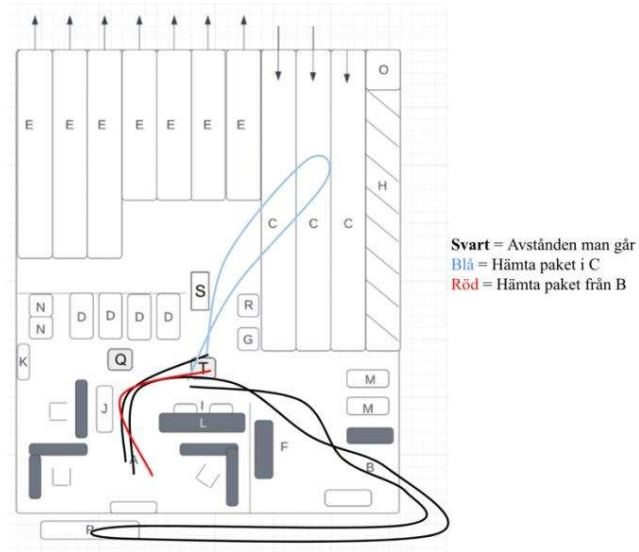 O
E E E E E E E
H
C C C
S
N
N
D D D D
R
G
Q
T
K
M
J
I
M
L
A
F
B
P
Svart = Avstånden man går
Blå = Hämta paket i C
Röd = Hämta paket från B